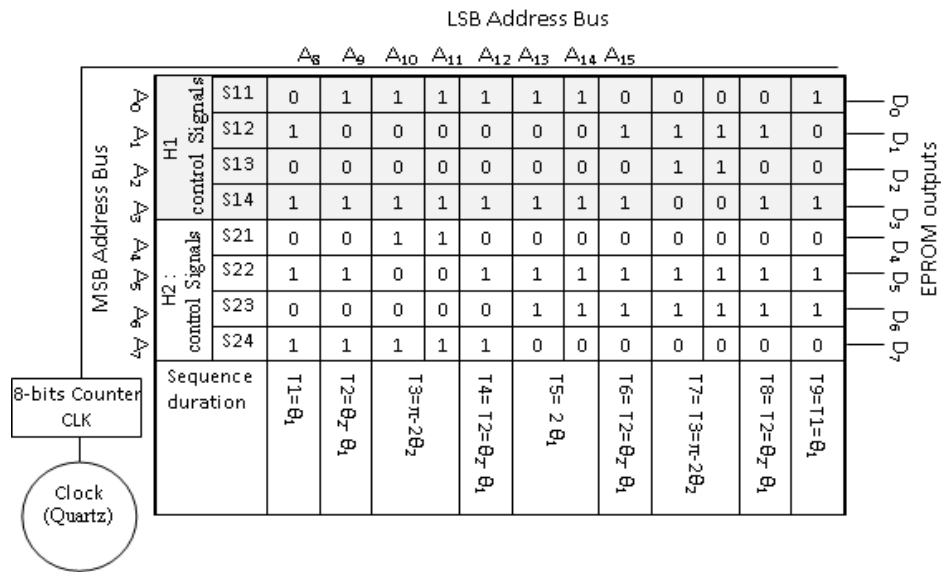 LSB Address Bus
A₈ A₉ A₁₀ A₁₁ A₁₂ A₁₃ A₁₄ A₁₅
MSB Address Bus
H1
control Signals
H2 :
control Signals
A₀ S11 0 1 1 1 1 1 1 0 0 0 0 1 D₀
A₁ S12 1 0 0 0 0 0 0 1 1 1 1 0 D₁
A₂ S13 0 0 0 0 0 0 0 0 1 1 0 0 D₂
A₃ S14 1 1 1 1 1 1 1 1 0 0 1 1 D₃
A₄ S21 0 0 1 1 0 0 0 0 0 0 0 0 D₄
A₅ S22 1 1 0 0 1 1 1 1 1 1 1 1 D₅
A₆ S23 0 0 0 0 0 1 1 1 1 1 1 1 D₆
A₇ S24 1 1 1 1 1 0 0 0 0 0 0 0 D₇
EPROM outputs
Sequence
duration
T1=θ₁
T2=θ₂- θ₁
T3=π-2θ₂
T4= T2=θ₂- θ₁
T5= 2 θ₁
T6= T2=θ₂- θ₁
T7= T3=π-2θ₂
T8= T2=θ₂- θ₁
T9=T1=θ₁
8-bits Counter
CLK
Clock
(Quartz)